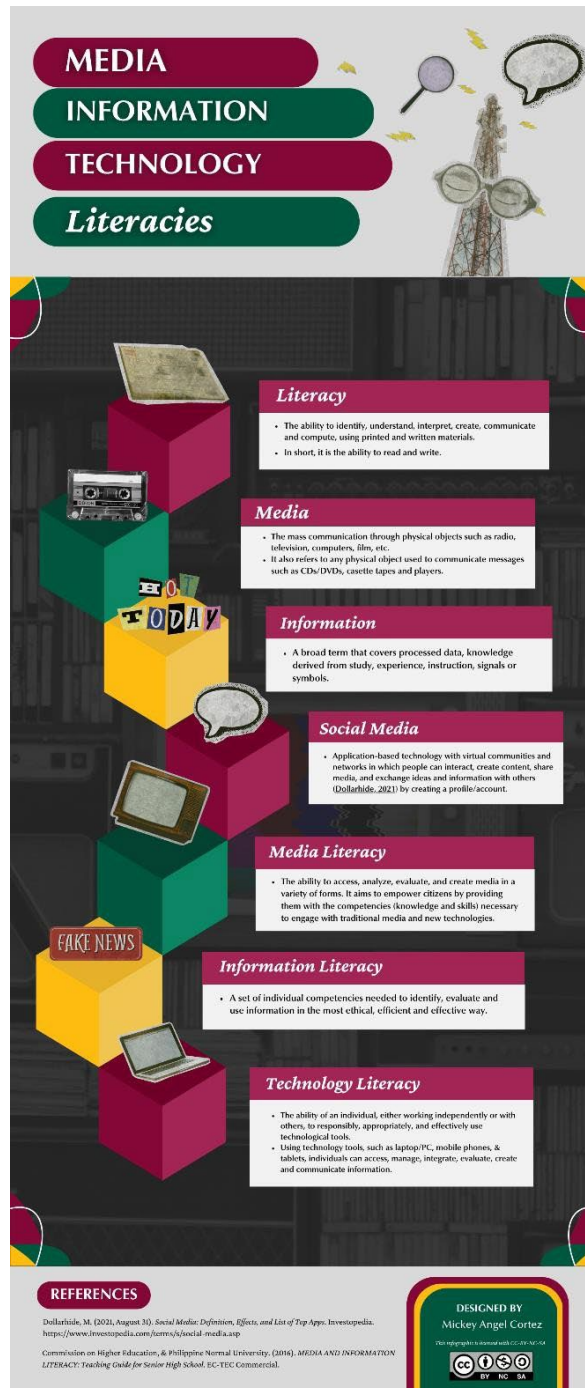 MEDIA
INFORMATION
TECHNOLOGY
Literacies
Literacy
• The ability to identify, understand, interpret, create, communicate
and compute, using printed and written materials.
• In short, it is the ability to read and write.
Media
• The mass communication through physical objects such as radio,
television, computers, film, etc.
• It also refers to any physical object used to communicate messages
such as CDs/DVDs, casette tapes and players.
HOT
TODAY
Information
• A broad term that covers processed data, knowledge
derived from study, experience, instruction, signals or
symbols.
Social Media
• Application-based technology with virtual communities and
networks in which people can interact, create content, share
media, and exchange ideas and information with others
(Dollarhide, 2021) by creating a profile/account.
Media Literacy
• The ability to access, analyze, evaluate, and create media in a
variety of forms. It aims to empower citizens by providing
them with the competencies (knowledge and skills) necessary
to engage with traditional media and new technologies.
FAKE NEWS
Information Literacy
• A set of individual competencies needed to identify, evaluate and
use information in the most ethical, efficient and effective way.
Technology Literacy
• The ability of an individual, either working independently or with
others, to responsibly, appropriately, and effectively use
technological tools.
• Using technology tools, such as laptop/PC, mobile phones, &
tablets, individuals can access, manage, integrate, evaluate, create
and communicate information.
REFERENCES
Dollarhide, M. (2021, August 31). Social Media: Definition, Effects, and List of Top Apps. Investopedia.
https://www.investopedia.com/terms/s/social-media.asp
Commission on Higher Education, & Philippine Normal University. (2016). MEDIA AND INFORMATION
LITERACY: Teaching Guide for Senior High School. EC-TEC Commercial.
DESIGNED BY
Mickey Angel Cortez
This infographic is licensed with CC-BY-NC-SA
CC
BY NC SA